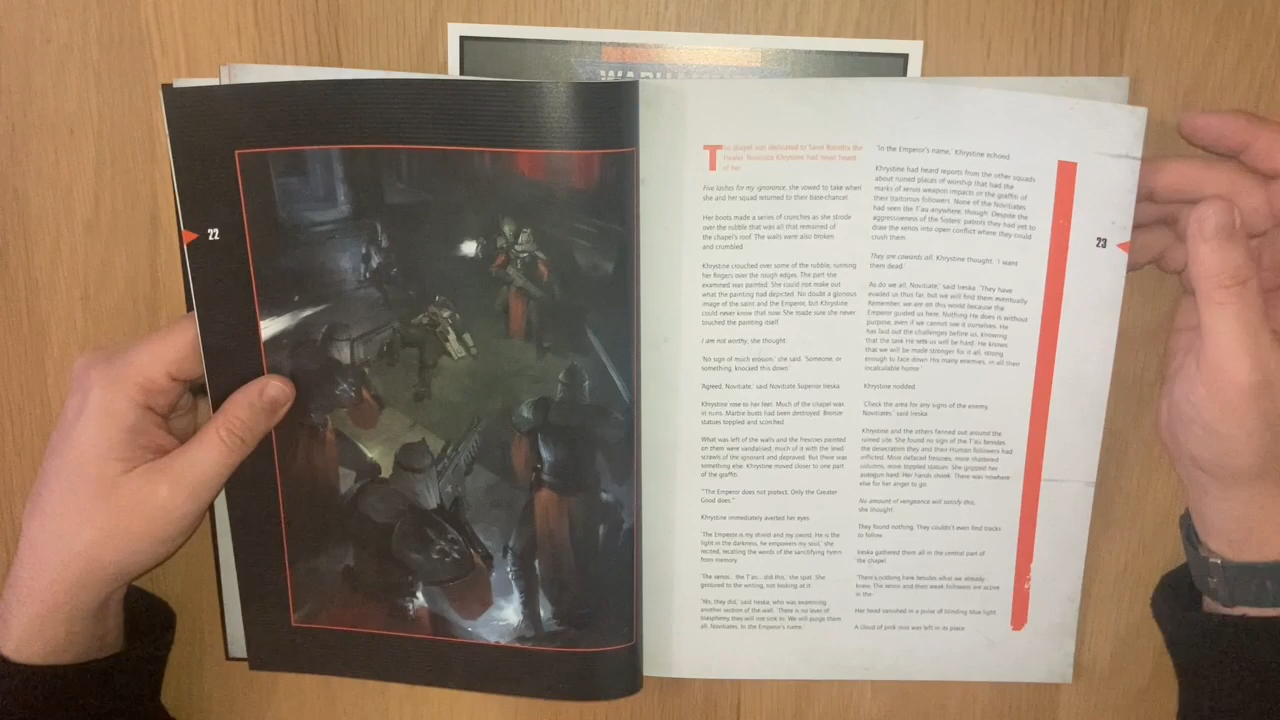 WARHAMMER
22
The chapel was dedicated to Saint Bastidra the
Healer. Novitiate Khrystine had never heard
of her.
Five lashes for my ignorance, she vowed to take when
she and her squad returned to their base-chancel.
Her boots made a series of crunches as she strode
over the rubble that was all that remained of
the chapel's roof. The walls were also broken
and crumbled.
Khrystine crouched over some of the rubble, running
her fingers over the rough edges. The part she
examined was painted. She could not make out
what the painting had depicted. No doubt a glorious
image of the saint and the Emperor, but Khrystine
could never know that now. She made sure she never
touched the painting itself.
I am not worthy, she thought.
'No sign of much erosion,' she said. 'Someone, or
something, knocked this down.'
'Agreed, Novitiate,' said Novitiate Superior Ireska.
Khrystine rose to her feet. Much of the chapel was
in ruins. Marble busts had been destroyed. Bronze
statues toppled and scorched.
What was left of the walls and the frescoes painted
on them were vandalised, much of it with the lewd
scrawls of the ignorant and depraved. But there was
something else. Khrystine moved closer to one part
of the graffiti.
'"The Emperor does not protect. Only the Greater
Good does."'
Khrystine immediately averted her eyes.
'The Emperor is my shield and my sword. He is the
light in the darkness, he empowers my soul,' she
recited, recalling the words of the sanctifying hymn
from memory.
'The xenos... the T'au... did this,' she spat. She
gestured to the writing, not looking at it.
'Yes, they did,' said Ireska, who was examining
another section of the wall. 'There is no level of
blasphemy they will not sink to. We will purge them
all, Novitiates. In the Emperor's name.'
'In the Emperor's name,' Khrystine echoed.
Khrystine had heard reports from the other squads
about ruined places of worship that had the
marks of xenos weapon impacts or the graffiti of
their traitorous followers. None of the Novitiates
had seen the T'au anywhere, though. Despite the
aggressiveness of the Sisters' patrols they had yet to
draw the xenos into open conflict where they could
crush them.
They are cowards all, Khrystine thought. 'I want
them dead.'
'As do we all, Novitiate,' said Ireska. 'They have
evaded us thus far, but we will find them eventually.
Remember, we are on this world because the
Emperor guided us here. Nothing He does is without
purpose, even if we cannot see it ourselves. He
has laid out the challenges before us, knowing
that the task He sets us will be hard. He knows
that we will be made stronger for it all, strong
enough to face down His many enemies, in all their
incalculable horror.'
Khrystine nodded.
'Check the area for any signs of the enemy,
Novitiates,' said Ireska.
Khrystine and the others fanned out around the
ruined site. She found no sign of the T'au besides
the desecration they and their Human followers had
inflicted. More defaced frescoes, more shattered
columns, more toppled statues. She gripped her
autogun hard. Her hands shook. There was nowhere
else for her anger to go.
No amount of vengeance will satisfy this,
she thought.
They found nothing. They couldn't even find tracks
to follow.
Ireska gathered them all in the central part of
the chapel.
'There's nothing here besides what we already
knew. The xenos and their weak followers are active
in the-
Her head vanished in a pulse of blinding blue light.
A cloud of pink mist was left in its place.
23